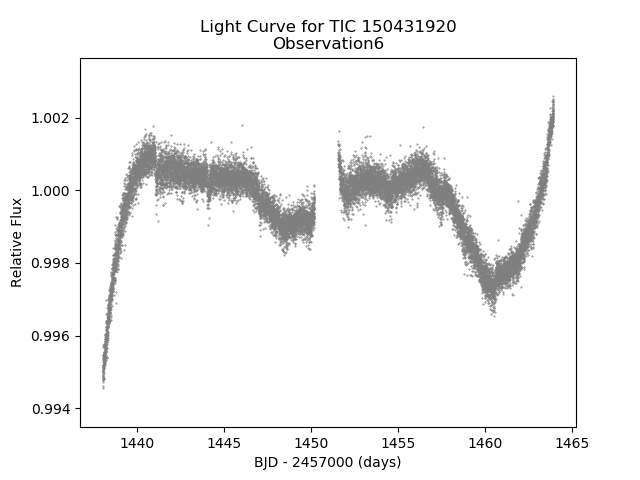 Light Curve for TIC 150431920
Observation6
1.002
1.000
0.998
0.996
0.994
Relative Flux
1440 1445 1450 1455 1460 1465
BJD - 2457000 (days)